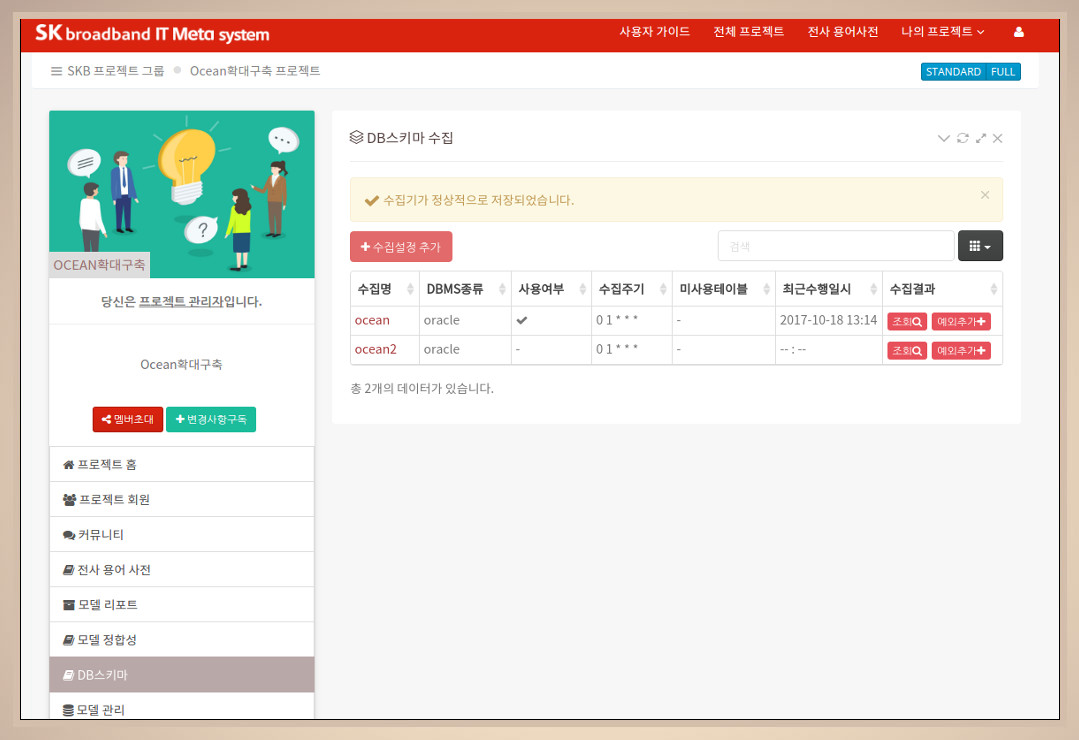 SK broadband IT Meta system
사용자 가이드 전체 프로젝트 전사 용어사전 나의 프로젝트
SKB 프로젝트 그룹 Ocean확대구축 프로젝트
STANDARD FULL
?
OCEAN확대구축
당신은 프로젝트 관리자입니다.
Ocean확대구축
멤버초대 변경사항구독
프로젝트 홈
프로젝트 회원
커뮤니티
전사 용어 사전
모델 리포트
모델 정합성
DB스키마
모델 관리
DB스키마 수집
수집기가 정상적으로 저장되었습니다. ×
수집설정 추가 검색
수집명 DBMS종류 사용여부 수집주기 미사용테이블 최근수행일시 수집결과
ocean oracle 0 1 * * * - 2017-10-18 13:14 조회 예외추가
ocean2 oracle - 0 1 * * * - -- : -- 조회 예외추가
총 2개의 데이터가 있습니다.